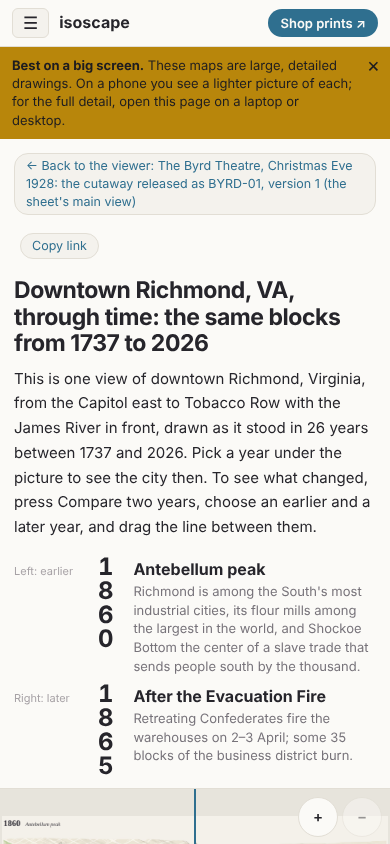 ☰ isoscape Shop prints ↗
Best on a big screen. These maps are large, detailed
drawings. On a phone you see a lighter picture of each;
for the full detail, open this page on a laptop or
desktop.
×
← Back to the viewer: The Byrd Theatre, Christmas Eve
1928: the cutaway released as BYRD-01, version 1 (the
sheet's main view)
Copy link
Downtown Richmond, VA,
through time: the same blocks
from 1737 to 2026
This is one view of downtown Richmond, Virginia,
from the Capitol east to Tobacco Row with the
James River in front, drawn as it stood in 26 years
between 1737 and 2026. Pick a year under the
picture to see the city then. To see what changed,
press Compare two years, choose an earlier and a
later year, and drag the line between them.
Left: earlier
1
8
6
0
Antebellum peak
Richmond is among the South's most
industrial cities, its flour mills among
the largest in the world, and Shockoe
Bottom the center of a slave trade that
sends people south by the thousand.
Right: later
1
8
6
5
After the Evacuation Fire
Retreating Confederates fire the
warehouses on 2–3 April; some 35
blocks of the business district burn.
1860 Antebellum peak
+ −